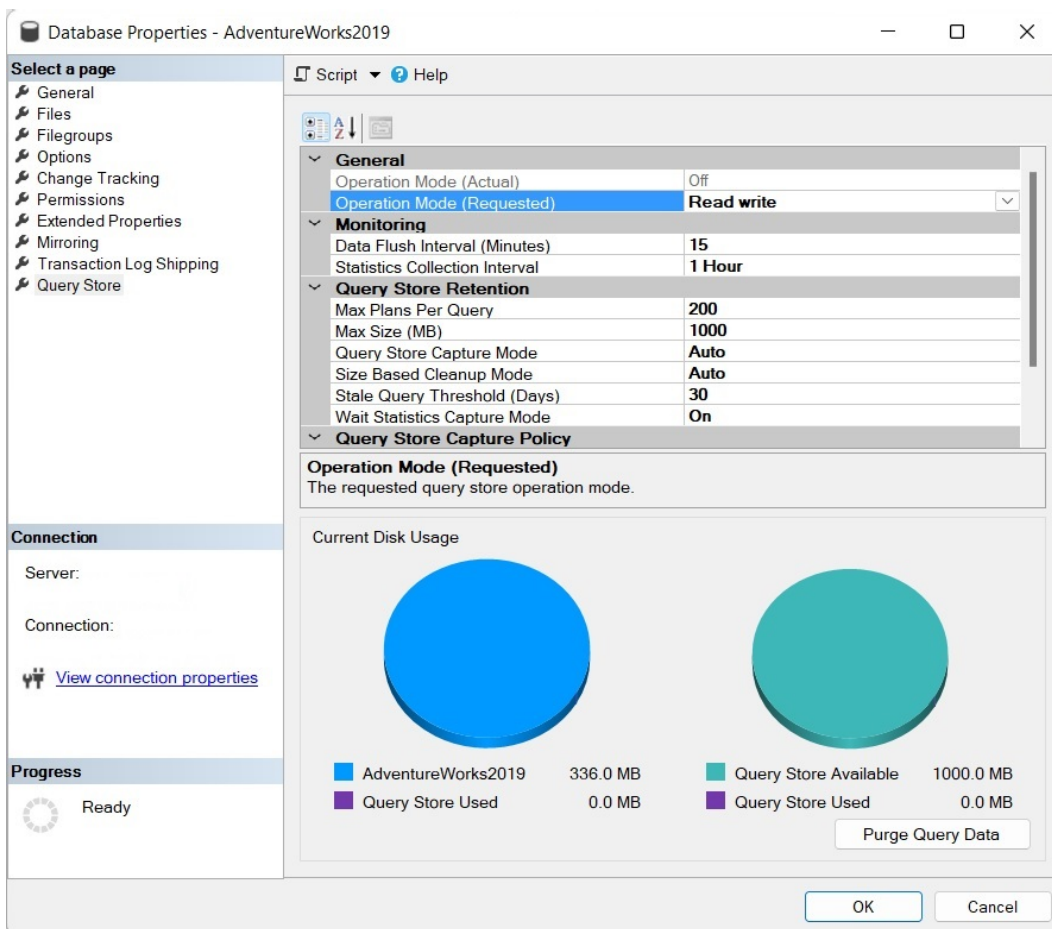 Database Properties - AdventureWorks2019
Select a page
General
Files
Filegroups
Options
Change Tracking
Permissions
Extended Properties
Mirroring
Transaction Log Shipping
Query Store
Connection
Server:
Connection:
View connection properties
Progress
Ready
Script Help
A
Z
General
Operation Mode (Actual) Off
Operation Mode (Requested) Read write
Monitoring
Data Flush Interval (Minutes) 15
Statistics Collection Interval 1 Hour
Query Store Retention
Max Plans Per Query 200
Max Size (MB) 1000
Query Store Capture Mode Auto
Size Based Cleanup Mode Auto
Stale Query Threshold (Days) 30
Wait Statistics Capture Mode On
Query Store Capture Policy
Operation Mode (Requested)
The requested query store operation mode.
Current Disk Usage
AdventureWorks2019 336.0 MB
Query Store Used 0.0 MB
Query Store Available 1000.0 MB
Query Store Used 0.0 MB
Purge Query Data
OK Cancel